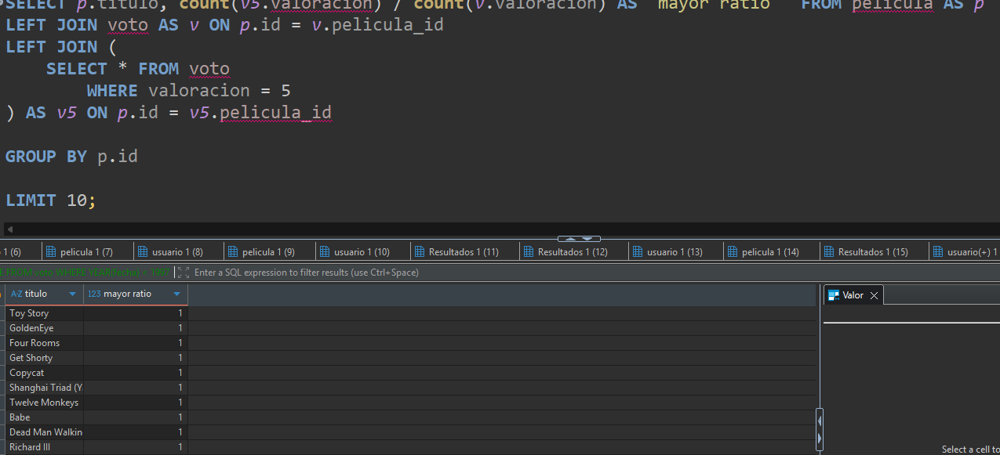 SELECT p.titulo, count(v5.valoracion) / count(v.valoracion) AS "mayor ratio" FROM pelicula AS p
LEFT JOIN voto AS v ON p.id = v.pelicula_id
LEFT JOIN (
SELECT * FROM voto
WHERE valoracion = 5
) AS v5 ON p.id = v5.pelicula_id
GROUP BY p.id
LIMIT 10;
1 (6) pelicula 1 (7) usuario 1 (8) pelicula 1 (9) usuario 1 (10) Resultados 1 (11) Resultados 1 (12) usuario 1 (13) pelicula 1 (14) Resultados 1 (15) usuario(+) 1
E FROM voto WHERE YEAR(fecha) < 1997 Enter a SQL expression to filter results (use Ctrl+Space)
A-Z titulo 123 mayor ratio Valor
Toy Story 1
GoldenEye 1
Four Rooms 1
Get Shorty 1
Copycat 1
Shanghai Triad (Y 1
Twelve Monkeys 1
Babe 1
Dead Man Walkin 1
Richard III 1
Select a cell to